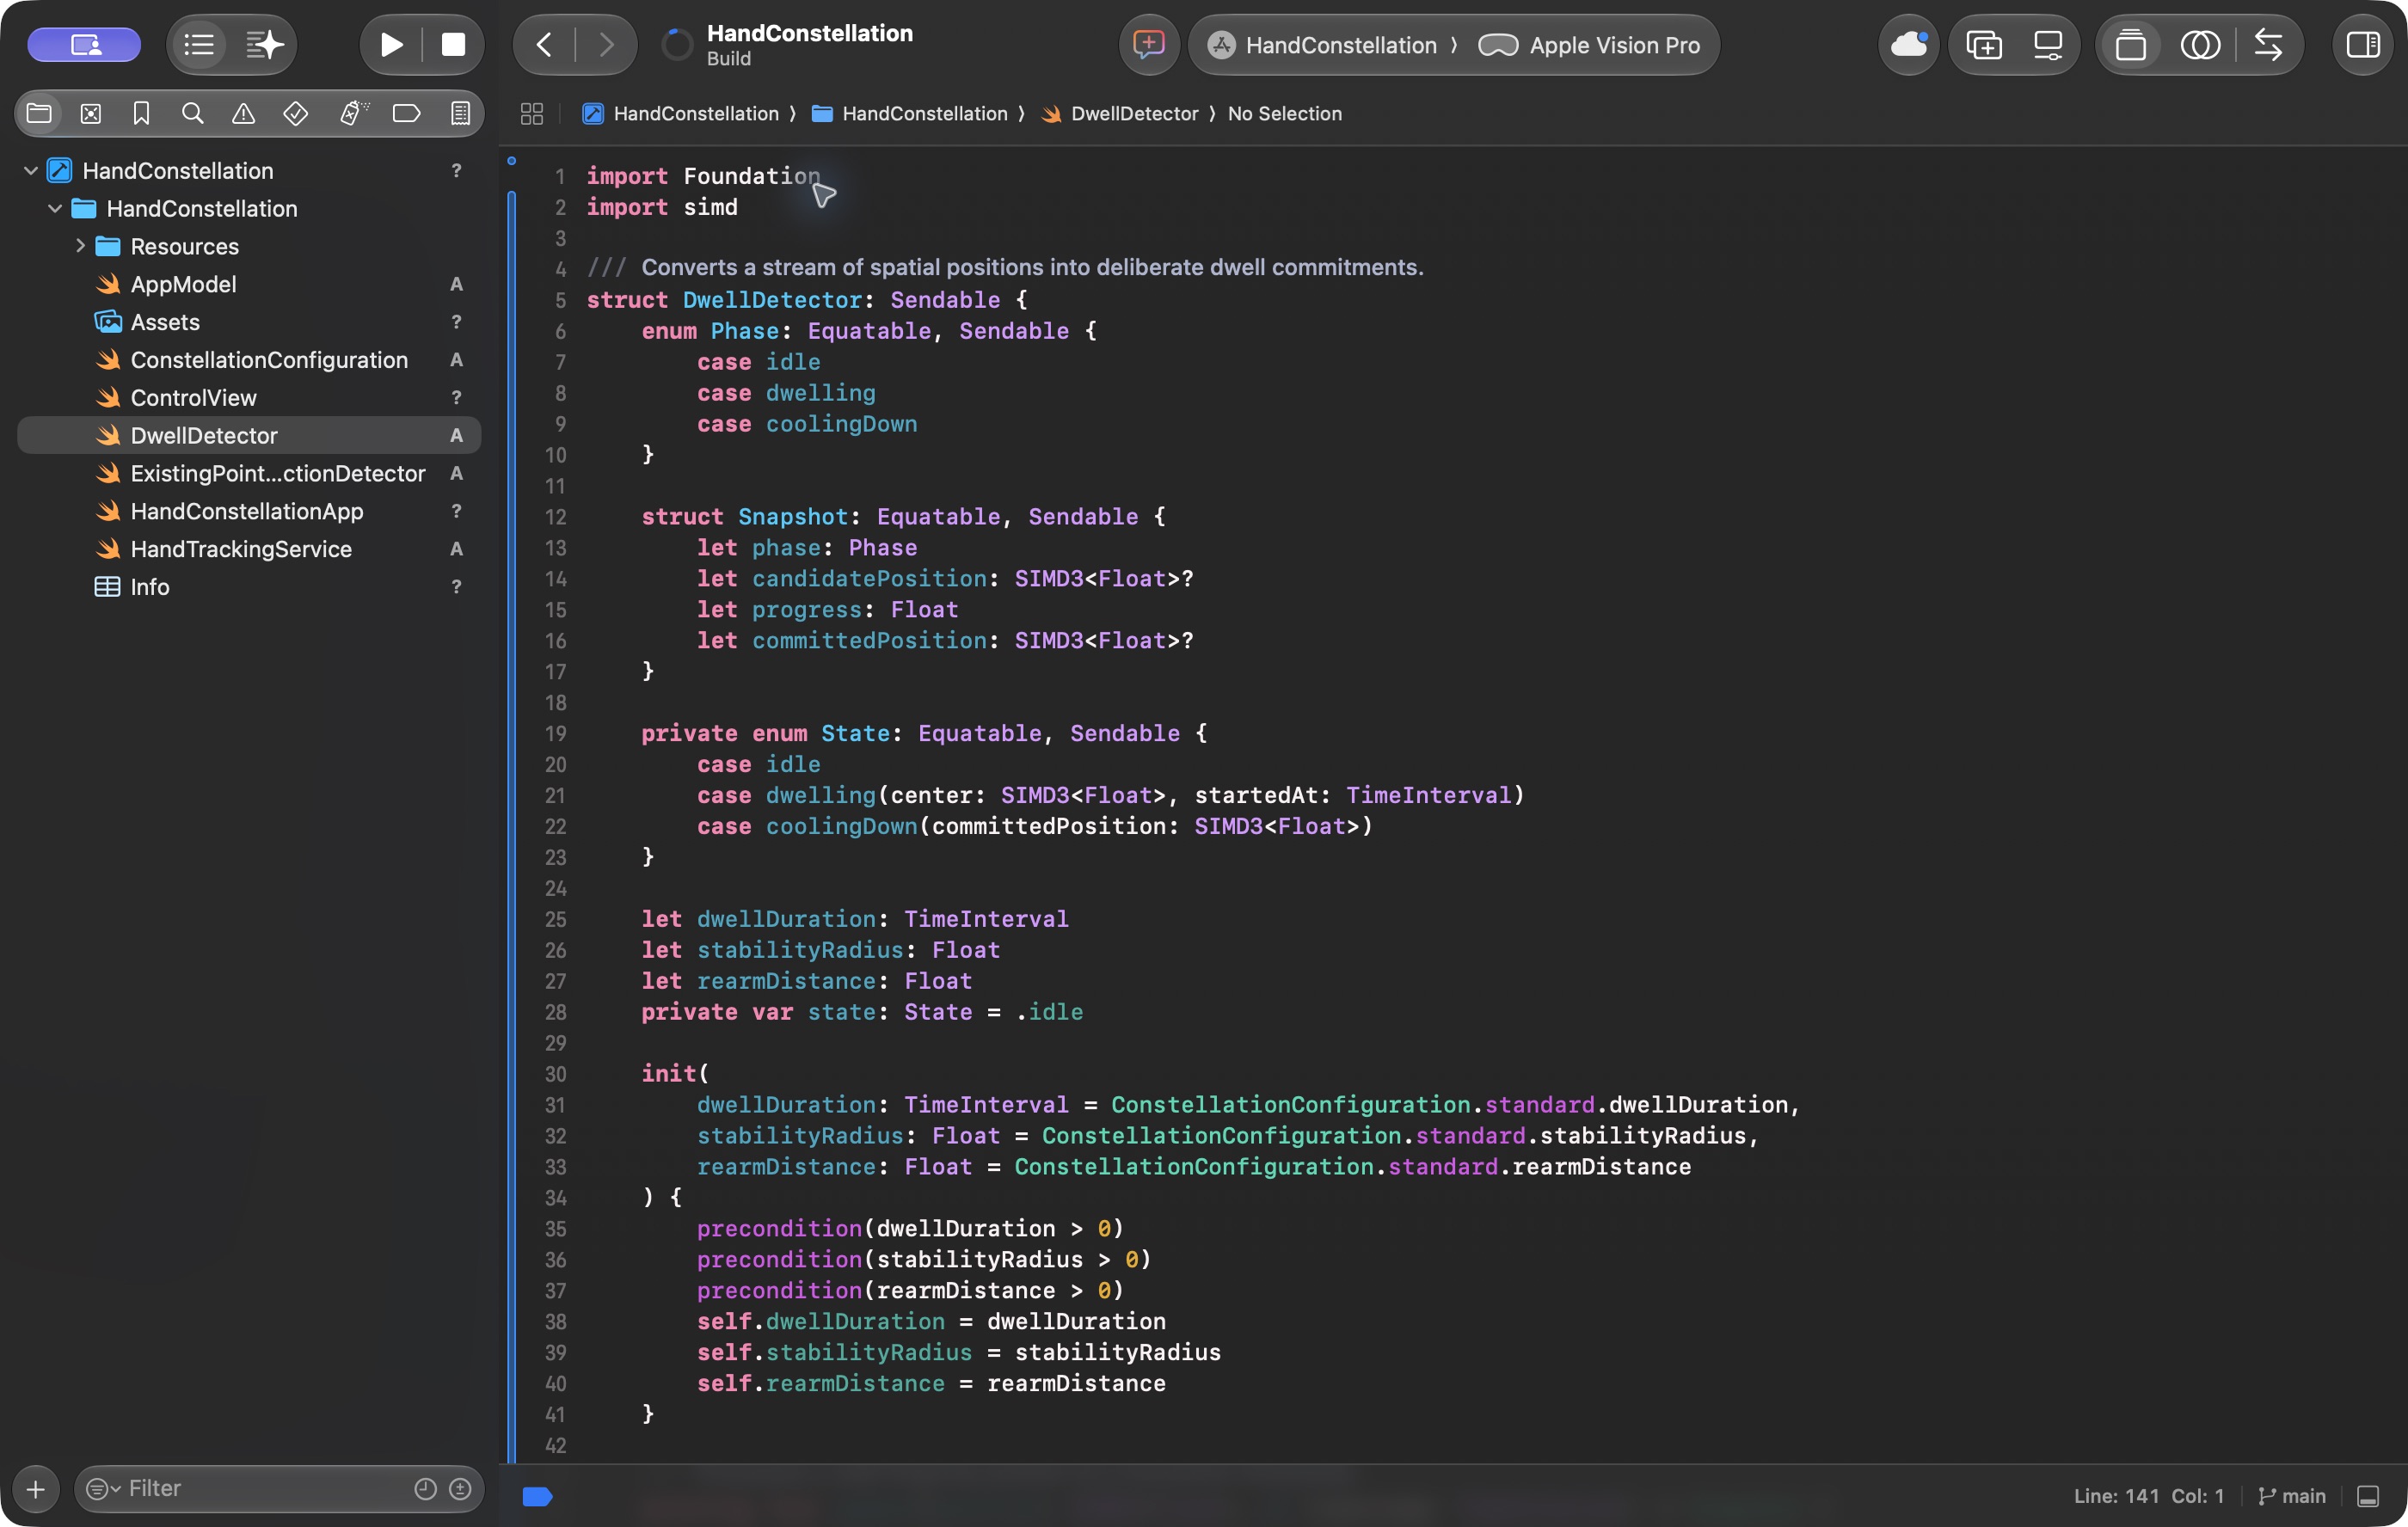 HandConstellation
Build
HandConstellation 〉 Apple Vision Pro
HandConstellation 〉 HandConstellation 〉 DwellDetector 〉 No Selection
HandConstellation ?
HandConstellation
Resources
AppModel A
Assets ?
ConstellationConfiguration A
ControlView ?
DwellDetector A
ExistingPoint...ctionDetector A
HandConstellationApp ?
HandTrackingService A
Info ?
Filter
1 import Foundation
2 import simd
3
4 /// Converts a stream of spatial positions into deliberate dwell commitments.
5 struct DwellDetector: Sendable {
6     enum Phase: Equatable, Sendable {
7         case idle
8         case dwelling
9         case coolingDown
10     }
11
12     struct Snapshot: Equatable, Sendable {
13         let phase: Phase
14         let candidatePosition: SIMD3<Float>?
15         let progress: Float
16         let committedPosition: SIMD3<Float>?
17     }
18
19     private enum State: Equatable, Sendable {
20         case idle
21         case dwelling(center: SIMD3<Float>, startedAt: TimeInterval)
22         case coolingDown(committedPosition: SIMD3<Float>)
23     }
24
25     let dwellDuration: TimeInterval
26     let stabilityRadius: Float
27     let rearmDistance: Float
28     private var state: State = .idle
29
30     init(
31         dwellDuration: TimeInterval = ConstellationConfiguration.standard.dwellDuration,
32         stabilityRadius: Float = ConstellationConfiguration.standard.stabilityRadius,
33         rearmDistance: Float = ConstellationConfiguration.standard.rearmDistance
34     ) {
35         precondition(dwellDuration > 0)
36         precondition(stabilityRadius > 0)
37         precondition(rearmDistance > 0)
38         self.dwellDuration = dwellDuration
39         self.stabilityRadius = stabilityRadius
40         self.rearmDistance = rearmDistance
41     }
42
Line: 141 Col: 1 main